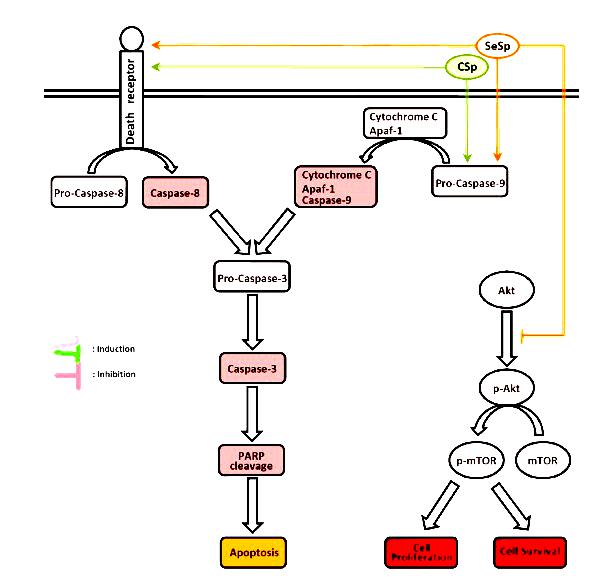 SeSp
CSp
Death receptor
Cytochrome C
Apaf-1
Pro-Caspase-8
Caspase-8
Cytochrome C
Apaf-1
Caspase-9
Pro-Caspase-9
Pro-Caspase-3
Akt
: Induction
: Inhibition
Caspase-3
p-Akt
PARP
cleavage
p-mTOR
mTOR
Apoptosis
Cell
Proliferation
Cell Survival